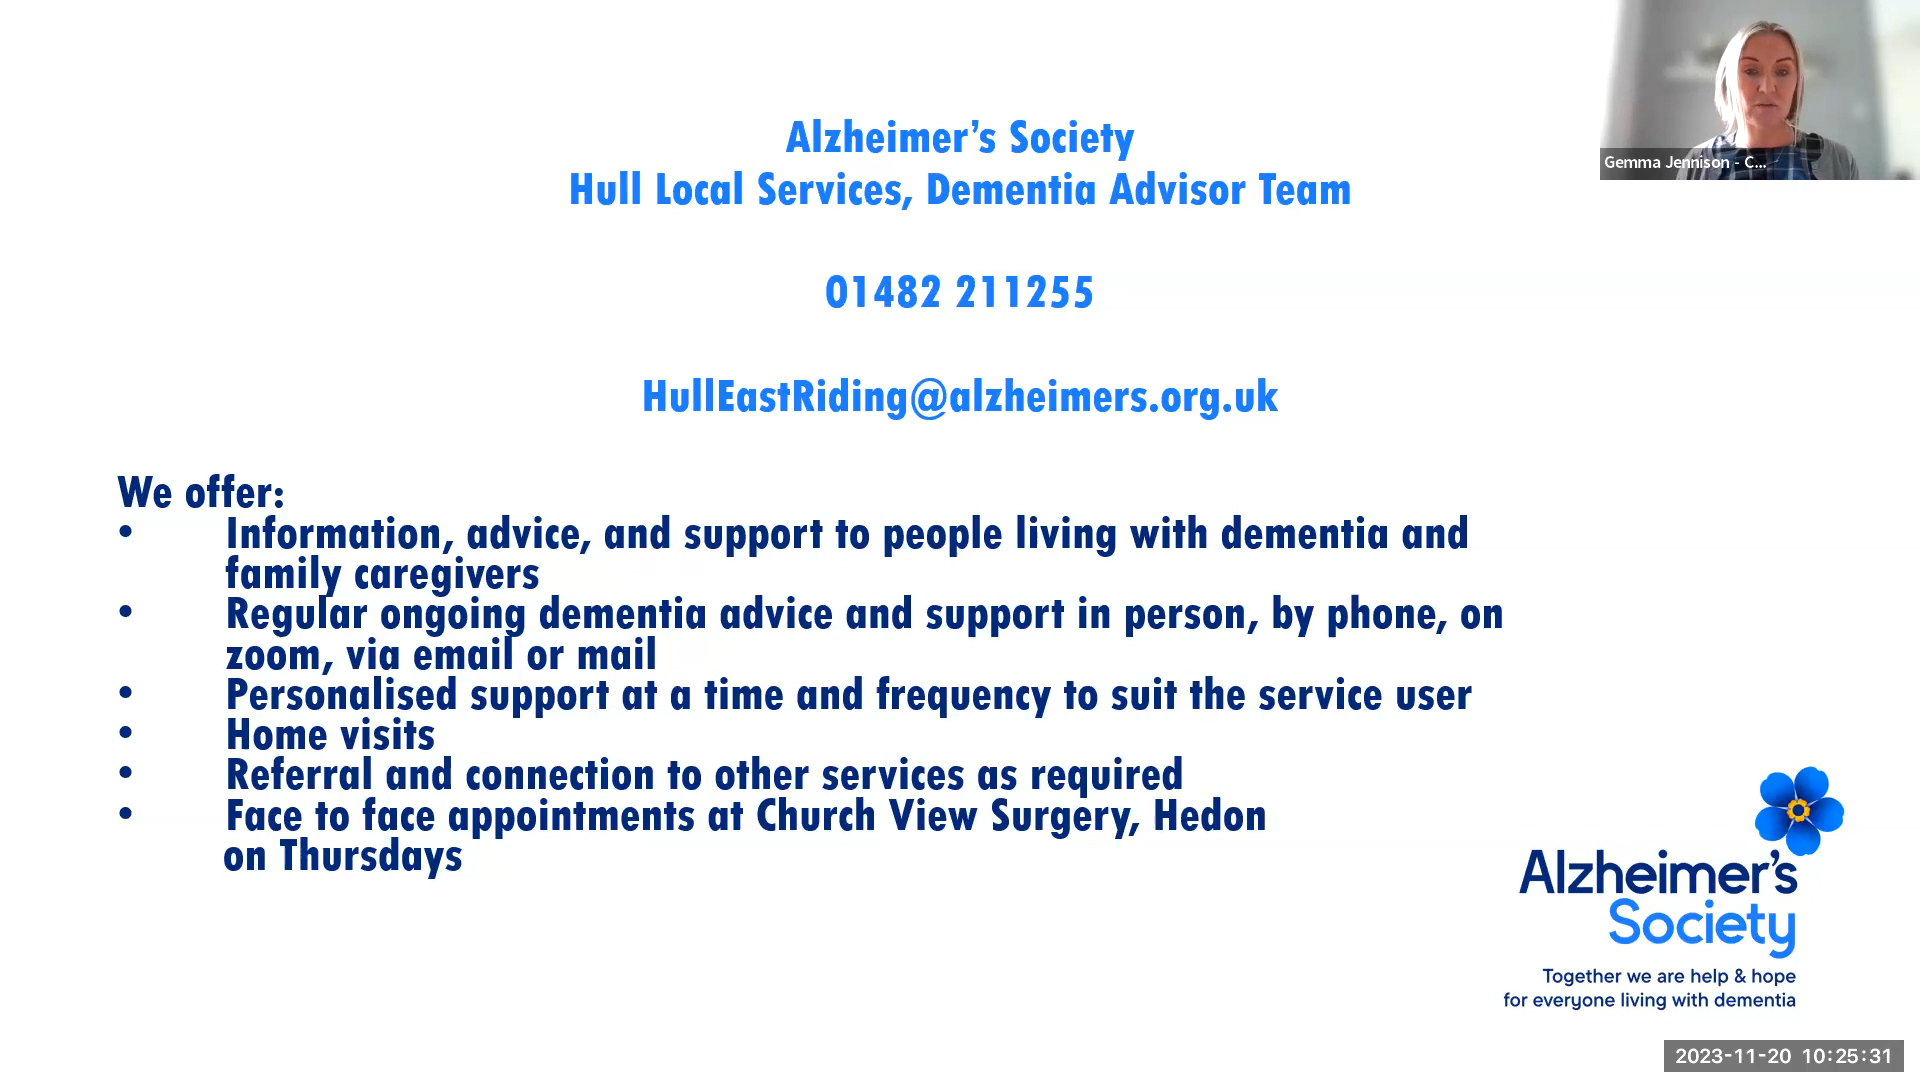 Gemma Jennison - C...
Alzheimer's Society
Hull Local Services, Dementia Advisor Team
01482 211255
HullEastRiding@alzheimers.org.uk
We offer:
• Information, advice, and support to people living with dementia and
family caregivers
• Regular ongoing dementia advice and support in person, by phone, on
zoom, via email or mail
• Personalised support at a time and frequency to suit the service user
• Home visits
• Referral and connection to other services as required
• Face to face appointments at Church View Surgery, Hedon
on Thursdays
Alzheimer's
Society
Together we are help & hope
for everyone living with dementia
2023-11-20 10:25:31